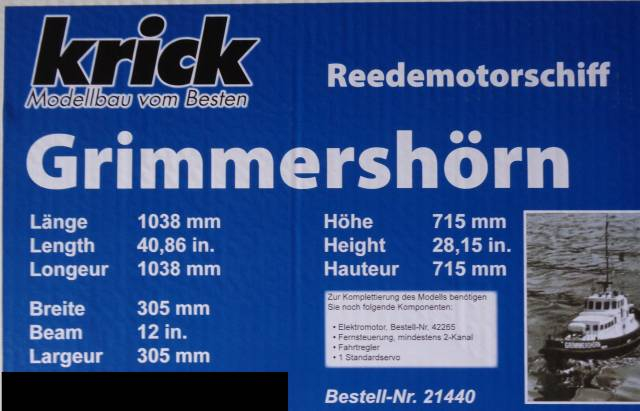 krick
Modellbau vom Besten
Reedemotorschiff
Grimmershörn
Länge 1038 mm
Length 40,86 in.
Longeur 1038 mm
Höhe 715 mm
Height 28,15 in.
Hauteur 715 mm
Breite 305 mm
Beam 12 in.
Largeur 305 mm
Zur Komplettierung des Modells benötigen
Sie noch folgende Komponenten:
• Elektromotor, Bestell-Nr. 42265
• Fernsteuerung, mindestens 2-Kanal
• Fahrtregler
• 1 Standardservo
GRIMMERSHÖRN
Bestell-Nr. 21440